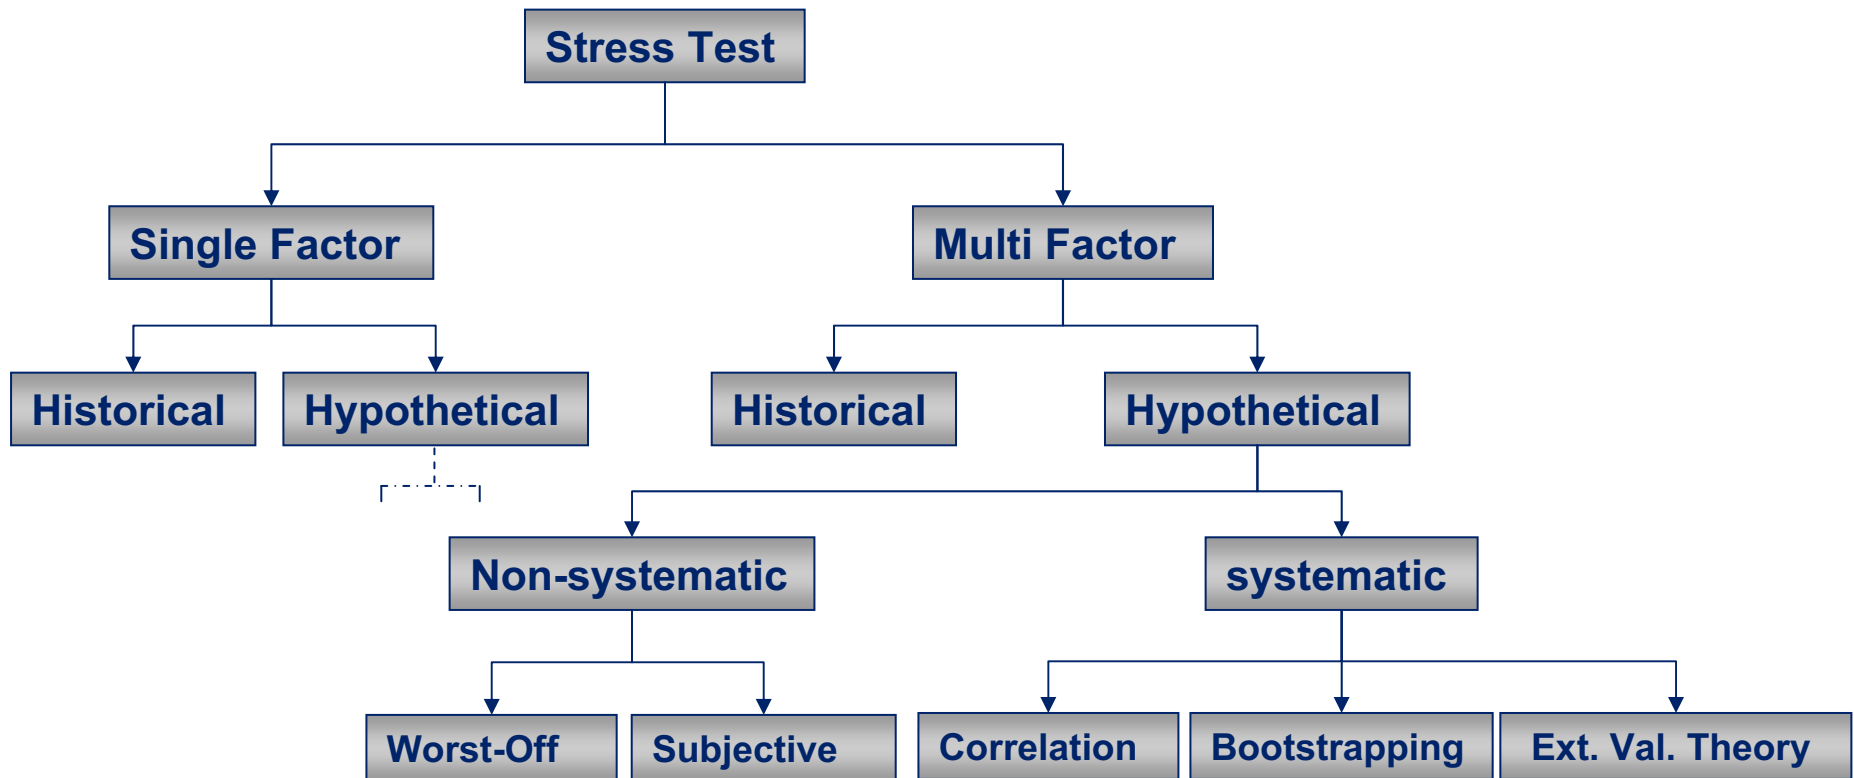 Stress Test
Single Factor
Multi Factor
Historical
Hypothetical
Historical
Hypothetical
Non-systematic
systematic
Worst-Off
Subjective
Correlation
Bootstrapping
Ext. Val. Theory